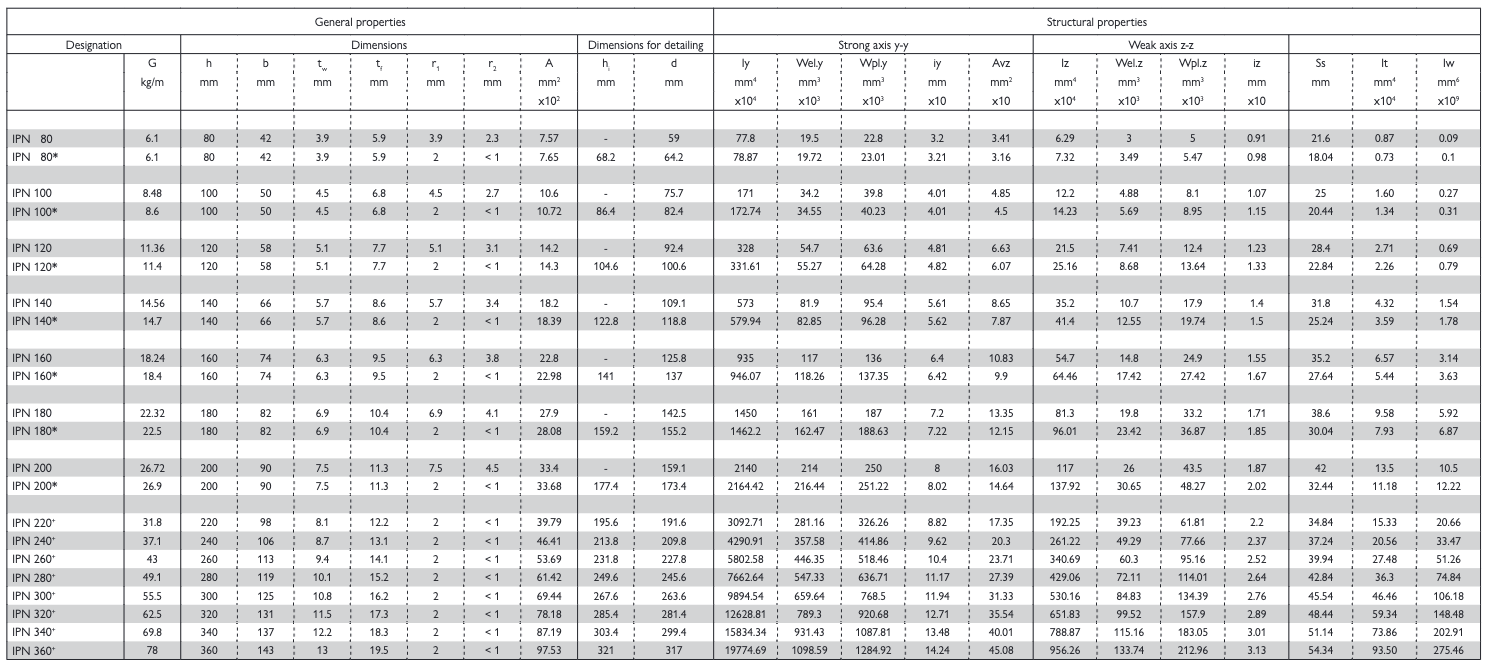 General properties Structural properties
Designation Dimensions Dimensions for detailing Strong axis y-y Weak axis z-z
G h b tw tf r1 r2 A hi d Iy Wel.y Wpl.y iy Avz Iz Wel.z Wpl.z iz Ss It Iw
kg/m mm mm mm mm mm mm mm² mm mm mm⁴ mm³ mm³ mm mm² mm⁴ mm³ mm³ mm mm mm⁴ mm⁶
x10² x10⁴ x10³ x10³ x10 x10 x10⁴ x10³ x10³ x10 x10⁴ x10⁹
IPN 80 6.1 80 42 3.9 5.9 3.9 2.3 7.57 - 59 77.8 19.5 22.8 3.2 3.41 6.29 3 5 0.91 21.6 0.87 0.09
IPN 80* 6.1 80 42 3.9 5.9 2 < 1 7.65 68.2 64.2 78.87 19.72 23.01 3.21 3.16 7.32 3.49 5.47 0.98 18.04 0.73 0.1
IPN 100 8.48 100 50 4.5 6.8 4.5 2.7 10.6 - 75.7 171 34.2 39.8 4.01 4.85 12.2 4.88 8.1 1.07 25 1.60 0.27
IPN 100* 8.6 100 50 4.5 6.8 2 < 1 10.72 86.4 82.4 172.74 34.55 40.23 4.01 4.5 14.23 5.69 8.95 1.15 20.44 1.34 0.31
IPN 120 11.36 120 58 5.1 7.7 5.1 3.1 14.2 - 92.4 328 54.7 63.6 4.81 6.63 21.5 7.41 12.4 1.23 28.4 2.71 0.69
IPN 120* 11.4 120 58 5.1 7.7 2 < 1 14.3 104.6 100.6 331.61 55.27 64.28 4.82 6.07 25.16 8.68 13.64 1.33 22.84 2.26 0.79
IPN 140 14.56 140 66 5.7 8.6 5.7 3.4 18.2 - 109.1 573 81.9 95.4 5.61 8.65 35.2 10.7 17.9 1.4 31.8 4.32 1.54
IPN 140* 14.7 140 66 5.7 8.6 2 < 1 18.39 122.8 118.8 579.94 82.85 96.28 5.62 7.87 41.4 12.55 19.74 1.5 25.24 3.59 1.78
IPN 160 18.24 160 74 6.3 9.5 6.3 3.8 22.8 - 125.8 935 117 136 6.4 10.83 54.7 14.8 24.9 1.55 35.2 6.57 3.14
IPN 160* 18.4 160 74 6.3 9.5 2 < 1 22.98 141 137 946.07 118.26 137.35 6.42 9.9 64.46 17.42 27.42 1.67 27.64 5.44 3.63
IPN 180 22.32 180 82 6.9 10.4 6.9 4.1 27.9 - 142.5 1450 161 187 7.2 13.35 81.3 19.8 33.2 1.71 38.6 9.58 5.92
IPN 180* 22.5 180 82 6.9 10.4 2 < 1 28.08 159.2 155.2 1462.2 162.47 188.63 7.22 12.15 96.01 23.42 36.87 1.85 30.04 7.93 6.87
IPN 200 26.72 200 90 7.5 11.3 7.5 4.5 33.4 - 159.1 2140 214 250 8 16.03 117 26 43.5 1.87 42 13.5 10.5
IPN 200* 26.9 200 90 7.5 11.3 2 < 1 33.68 177.4 173.4 2164.42 216.44 251.22 8.02 14.64 137.92 30.65 48.27 2.02 32.44 11.18 12.22
IPN 220⁺ 31.8 220 98 8.1 12.2 2 < 1 39.79 195.6 191.6 3092.71 281.16 326.26 8.82 17.35 192.25 39.23 61.81 2.2 34.84 15.33 20.66
IPN 240⁺ 37.1 240 106 8.7 13.1 2 < 1 46.41 213.8 209.8 4290.91 357.58 414.86 9.62 20.3 261.22 49.29 77.66 2.37 37.24 20.56 33.47
IPN 260⁺ 43 260 113 9.4 14.1 2 < 1 53.69 231.8 227.8 5802.58 446.35 518.46 10.4 23.71 340.69 60.3 95.16 2.52 39.94 27.48 51.26
IPN 280⁺ 49.1 280 119 10.1 15.2 2 < 1 61.42 249.6 245.6 7662.64 547.33 636.71 11.17 27.39 429.06 72.11 114.01 2.64 42.84 36.3 74.84
IPN 300⁺ 55.5 300 125 10.8 16.2 2 < 1 69.44 267.6 263.6 9894.54 659.64 768.5 11.94 31.33 530.16 84.83 134.39 2.76 45.54 46.46 106.18
IPN 320⁺ 62.5 320 131 11.5 17.3 2 < 1 78.18 285.4 281.4 12628.81 789.3 920.68 12.71 35.54 651.83 99.52 157.9 2.89 48.44 59.34 148.48
IPN 340⁺ 69.8 340 137 12.2 18.3 2 < 1 87.19 303.4 299.4 15834.34 931.43 1087.81 13.48 40.01 788.87 115.16 183.05 3.01 51.14 73.86 202.91
IPN 360⁺ 78 360 143 13 19.5 2 < 1 97.53 321 317 19774.69 1098.59 1284.92 14.24 45.08 956.26 133.74 212.96 3.13 54.34 93.50 275.46